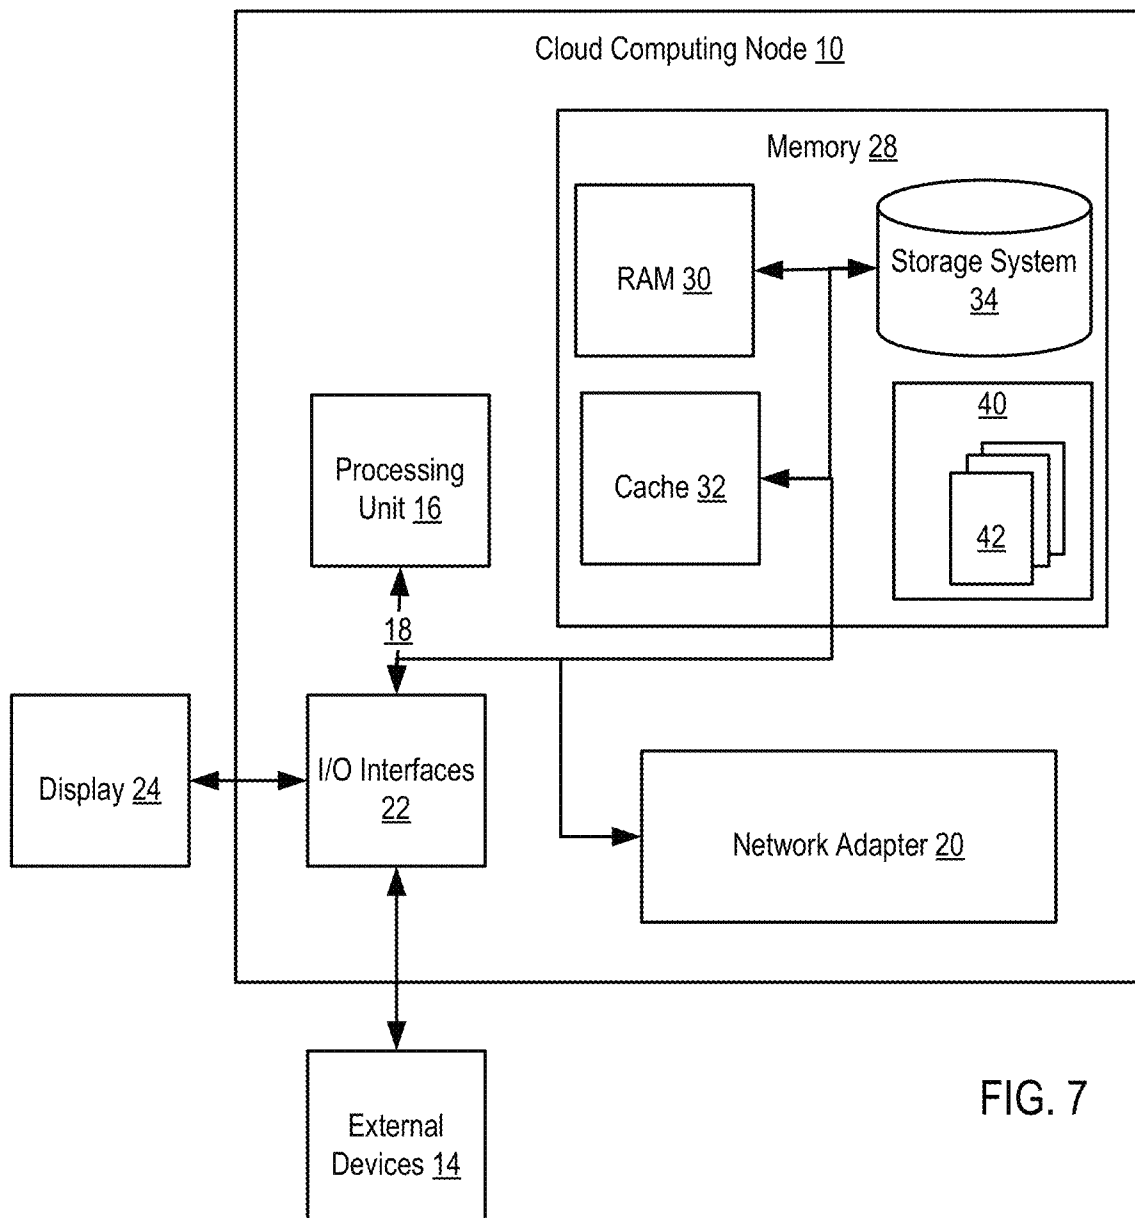 Cloud Computing Node 10
Memory 28
RAM 30
Storage System
34
Cache 32
40
42
Processing
Unit 16
18
Display 24
I/O Interfaces
22
Network Adapter 20
External
Devices 14
FIG. 7